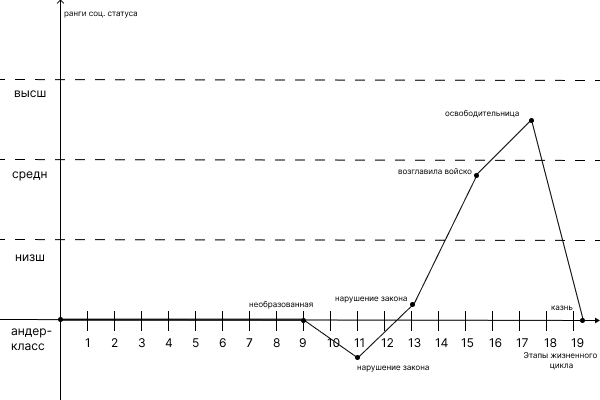 ранги соц. статуса
высш
освободительница
средн
возглавила войско
низш
необразованная
нарушение закона
казнь
андер-
класс
1 2 3 4 5 6 7 8 9 10 11 12 13 14 15 16 17 18 19
Этапы жизненного
цикла
нарушение закона